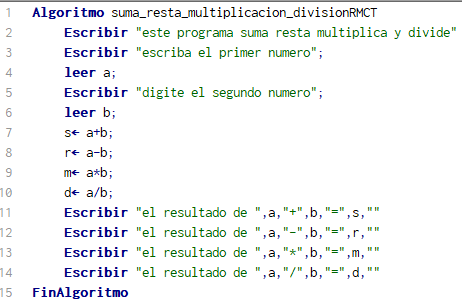 1 Algoritmo suma_resta_multiplicacion_divisionRMCT
2 Escribir "este programa suma resta multiplica y divide"
3 Escribir "escriba el primer numero";
4 leer a;
5 Escribir "digite el segundo numero";
6 leer b;
7 s← a+b;
8 r← a-b;
9 m← a*b;
10 d← a/b;
11 Escribir "el resultado de ",a,"+",b,"=",s,""
12 Escribir "el resultado de ",a,"-",b,"=",r,""
13 Escribir "el resultado de ",a,"*",b,"=",m,""
14 Escribir "el resultado de ",a,"/",b,"=",d,""
15 FinAlgoritmo